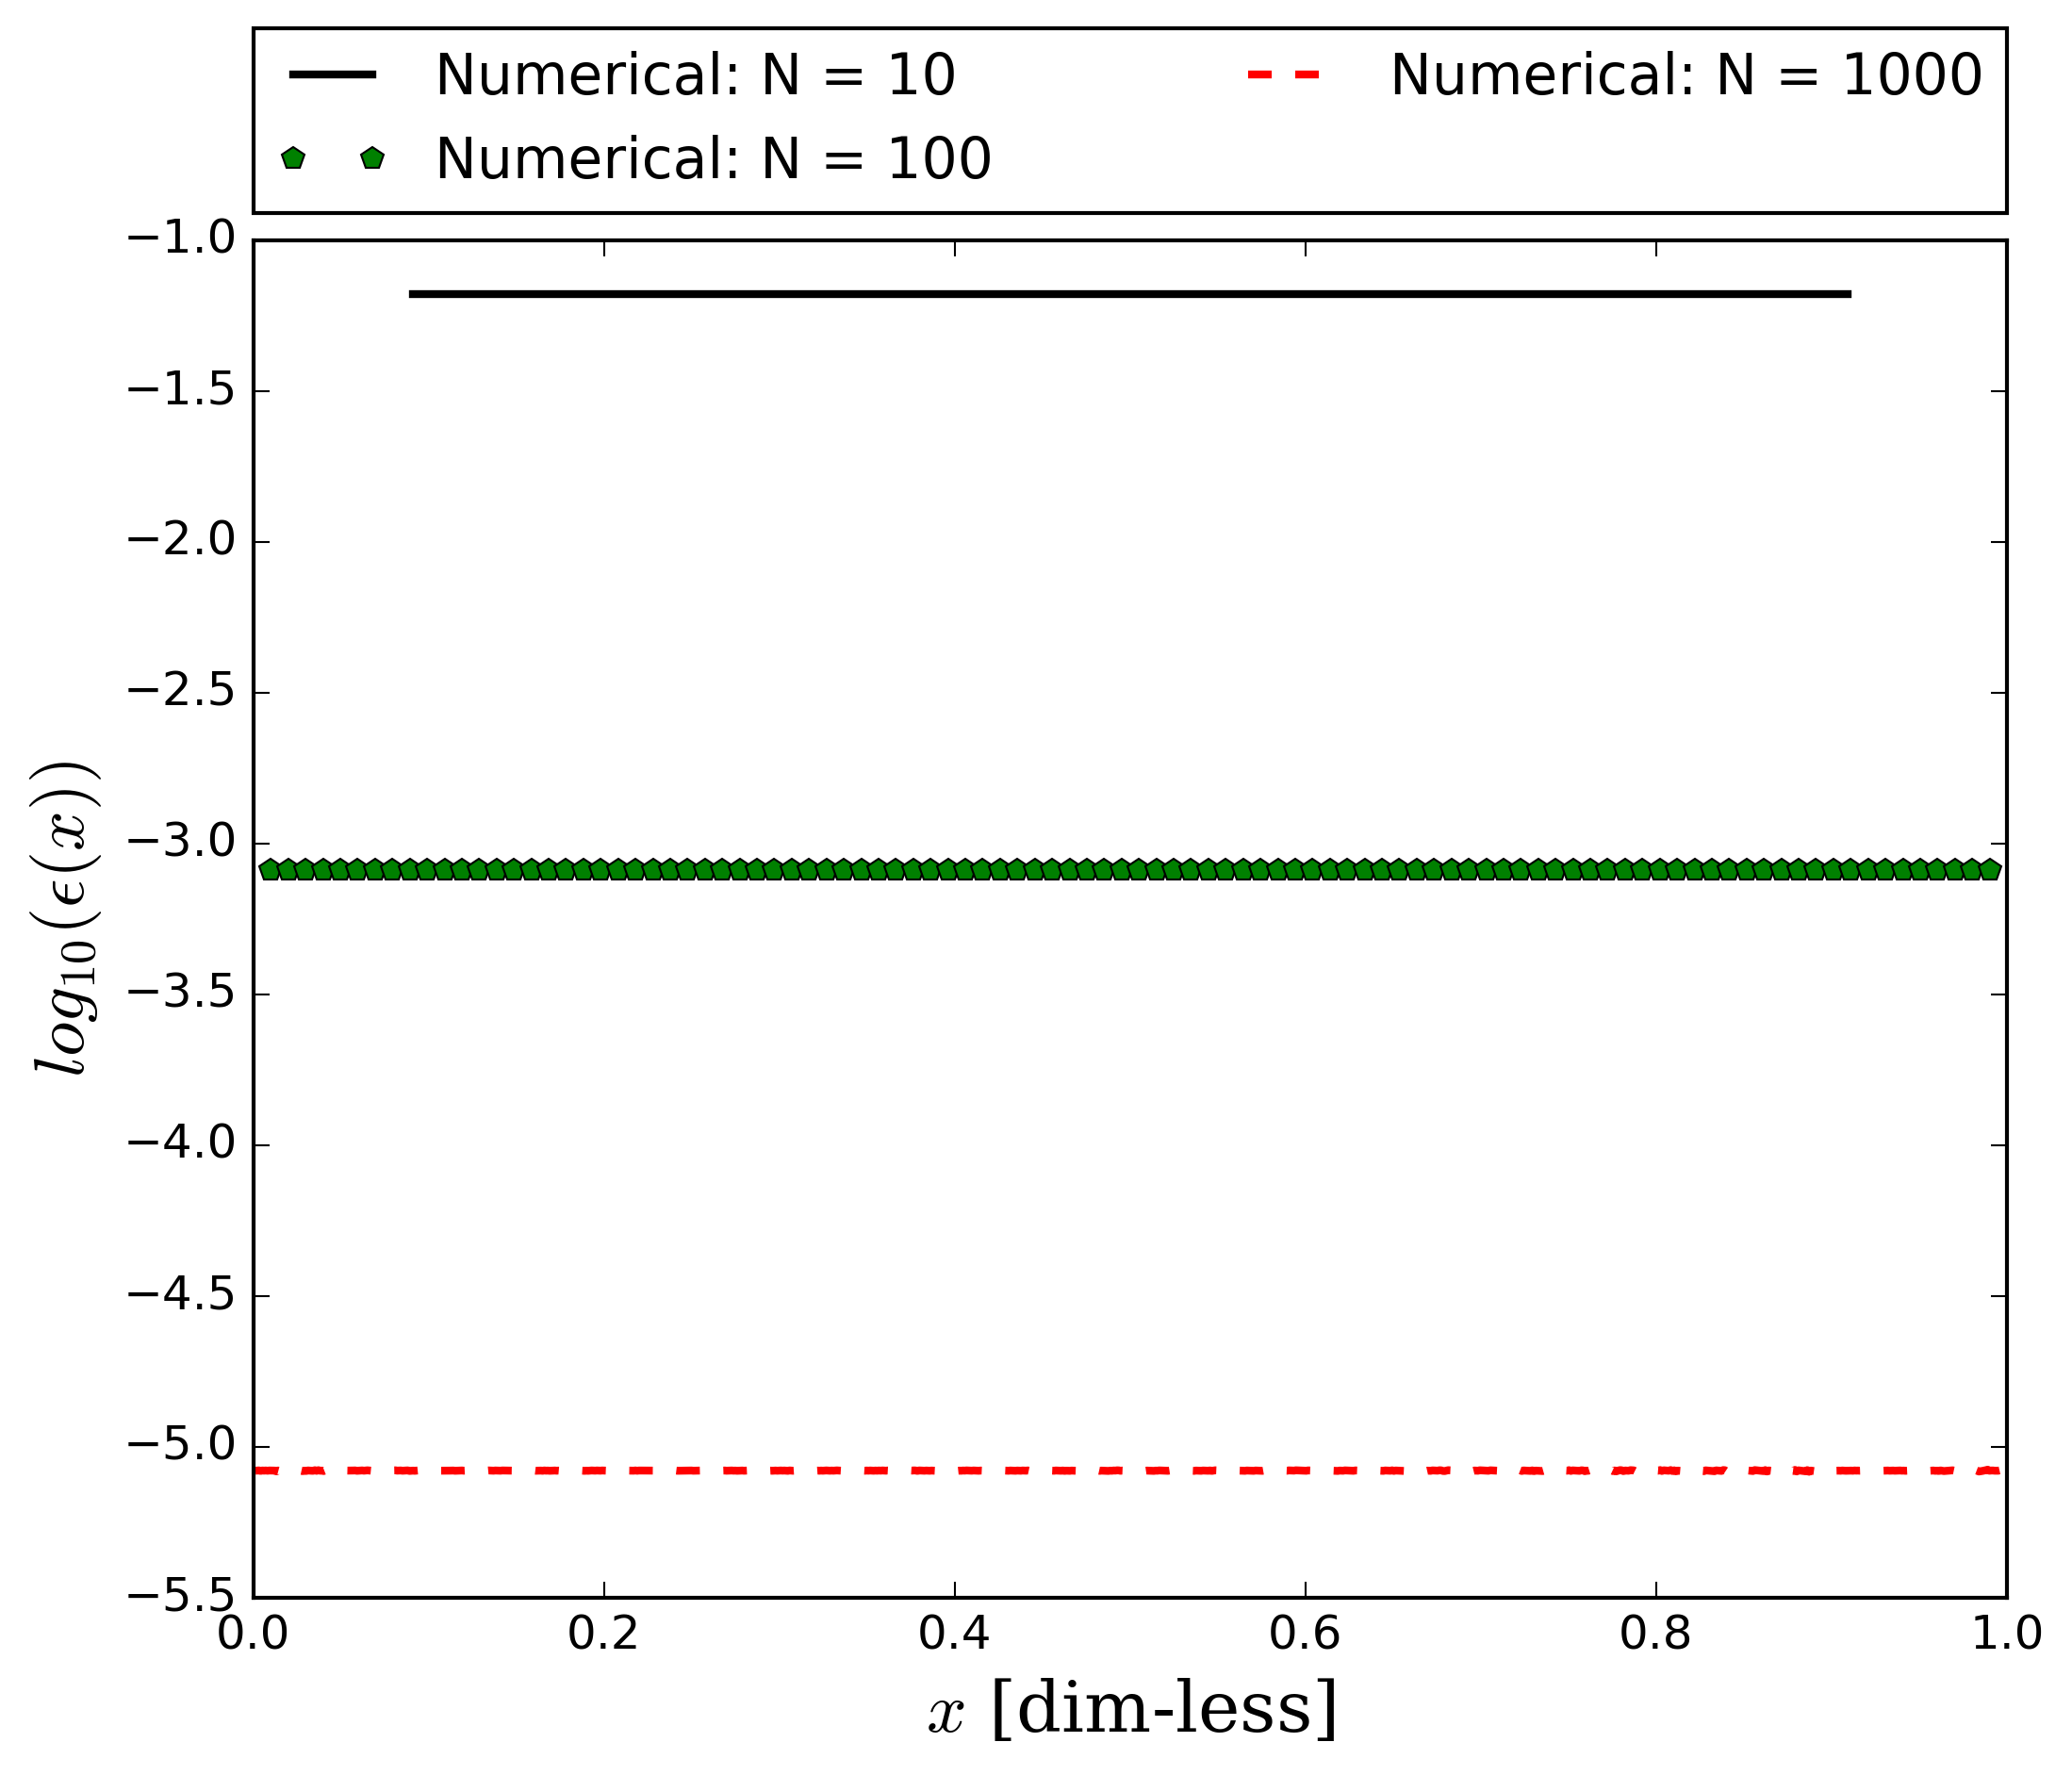 Numerical: N = 10
Numerical: N = 1000
Numerical: N = 100
−1.0
−1.5
−2.0
−2.5
−3.0
−3.5
−4.0
−4.5
−5.0
−5.5
log₁₀(ϵ(x))
0.0 0.2 0.4 0.6 0.8 1.0
x [dim-less]